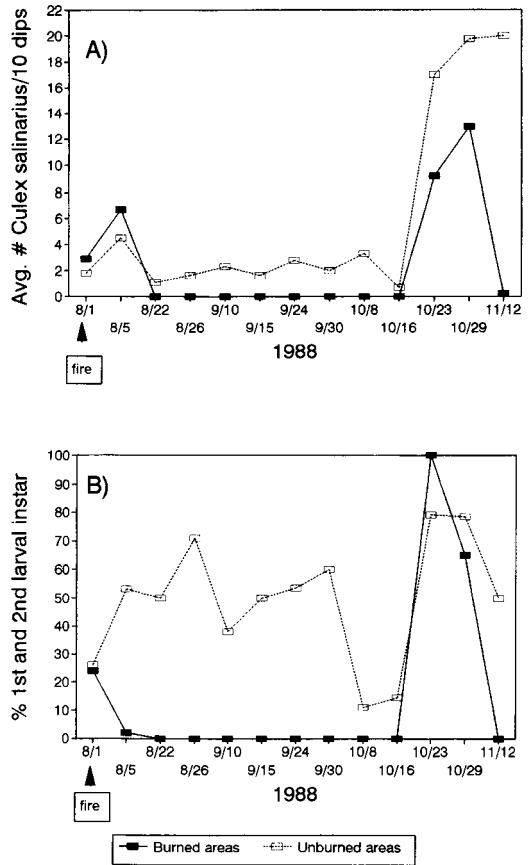 A)
Avg. # Culex salinarius/10 dips
22
20
18
16
14
12
10
8
6
4
2
0
8/1 8/22 9/10 9/24 10/8 10/23 11/12
8/5 8/26 9/15 9/30 10/16 10/29
1988
fire
B)
% 1st and 2nd larval instar
100
90
80
70
60
50
40
30
20
10
0
8/1 8/22 9/10 9/24 10/8 10/23 11/12
8/5 8/26 9/15 9/30 10/16 10/29
1988
fire
Burned areas Unburned areas